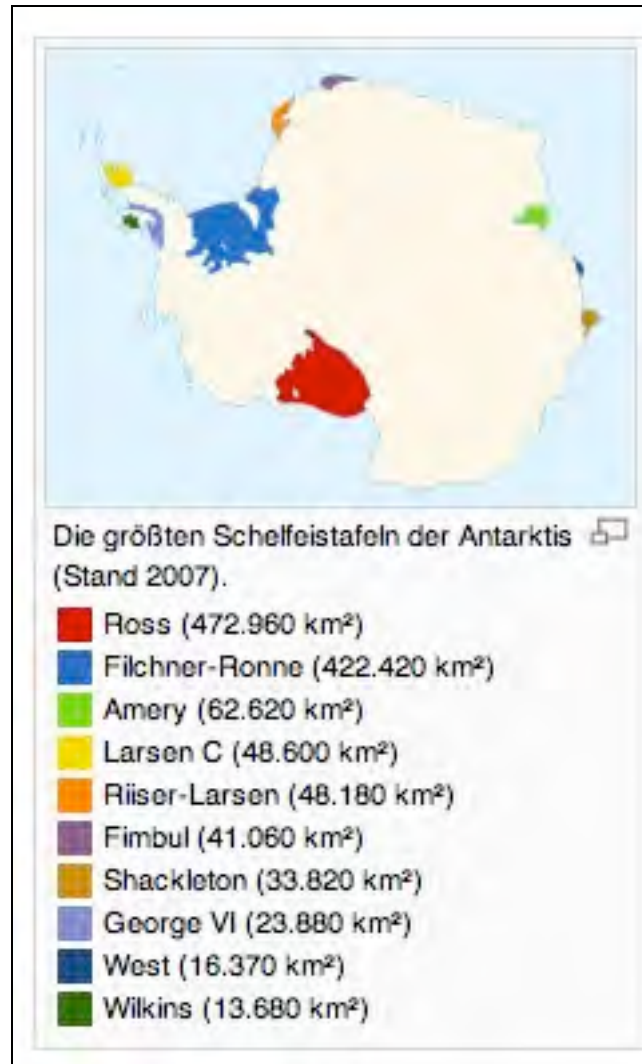 Die größten Schelfeistafeln der Antarktis
(Stand 2007).
Ross (472.960 km²)
Filchner-Ronne (422.420 km²)
Amery (62.620 km²)
Larsen C (48.600 km²)
Riiser-Larsen (48.180 km²)
Fimbul (41.060 km²)
Shackleton (33.820 km²)
George VI (23.880 km²)
West (16.370 km²)
Wilkins (13.680 km²)